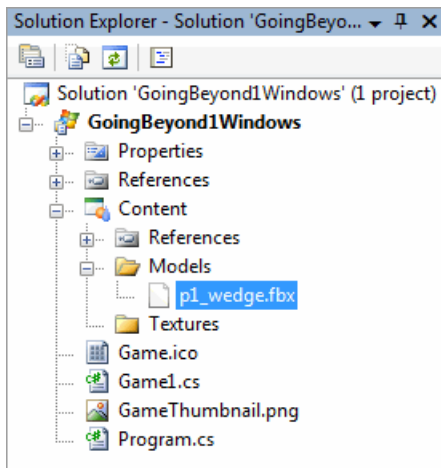 Solution Explorer - Solution 'GoingBeyo...
Solution 'GoingBeyond1Windows' (1 project)
GoingBeyond1Windows
Properties
References
Content
References
Models
p1_wedge.fbx
Textures
Game.ico
Game1.cs
GameThumbnail.png
Program.cs